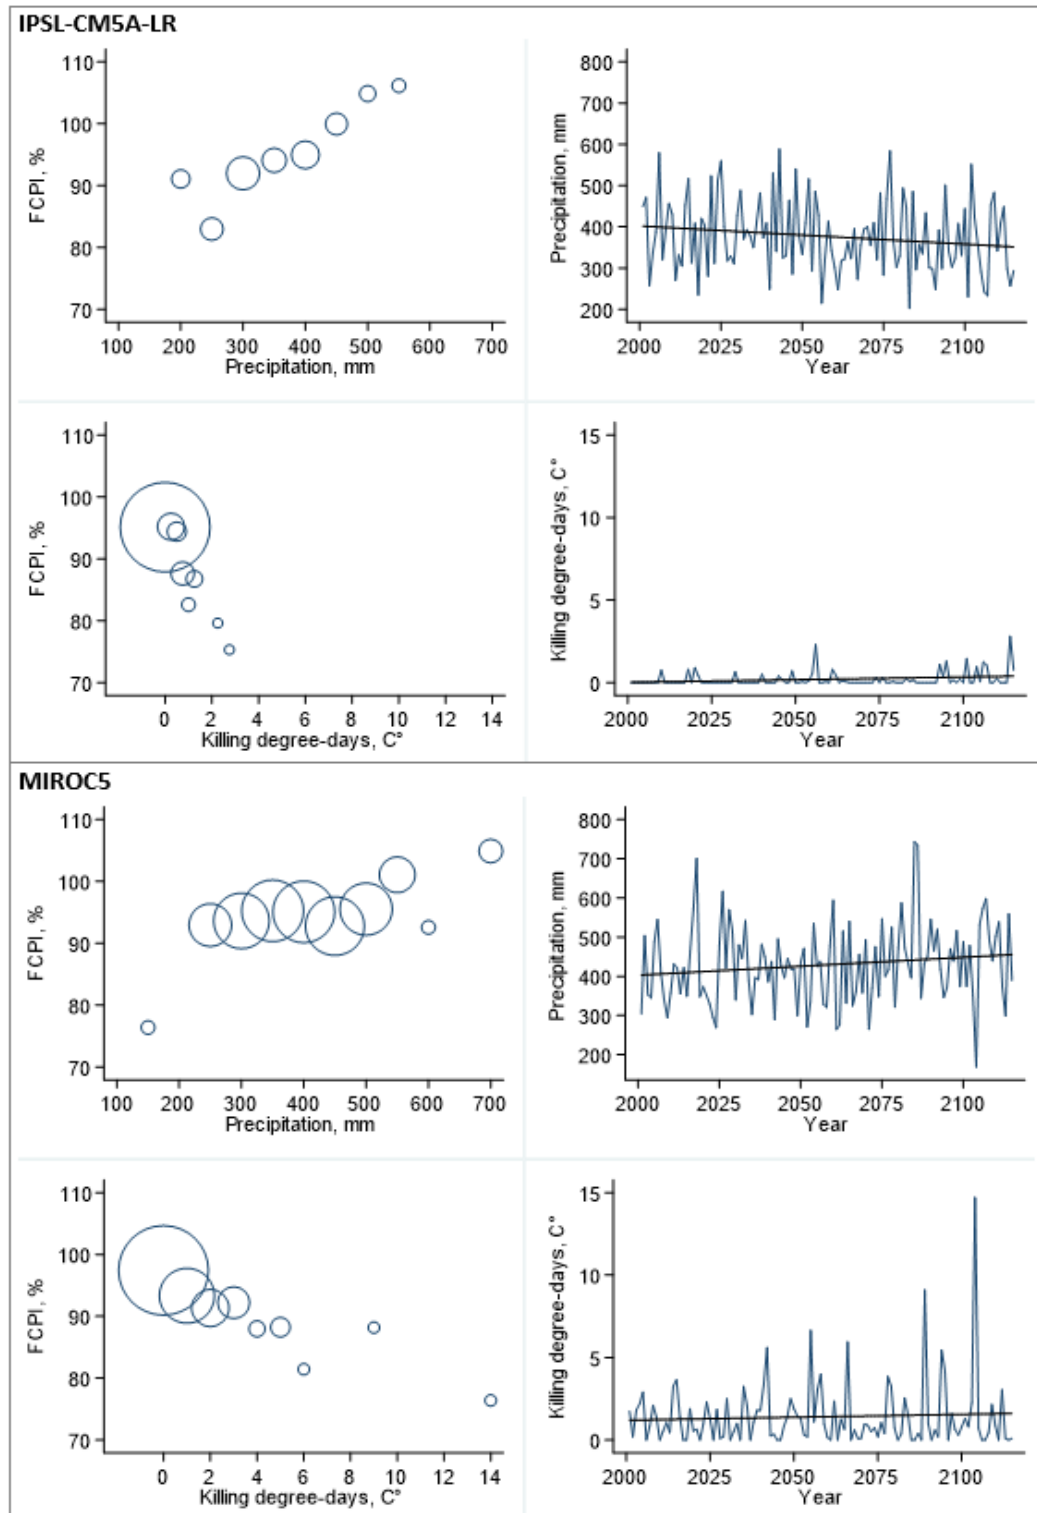 IPSL-CM5A-LR
FCPI, %
110
100
90
80
70
100 200 300 400 500 600 700
Precipitation, mm
Precipitation, mm
800
700
600
500
400
300
200
2000 2025 2050 2075 2100
Year
FCPI, %
110
100
90
80
70
0 2 4 6 8 10 12 14
Killing degree-days, C°
Killing degree-days, C°
15
10
5
0
2000 2025 2050 2075 2100
Year
MIROC5
FCPI, %
110
100
90
80
70
100 200 300 400 500 600 700
Precipitation, mm
Precipitation, mm
800
700
600
500
400
300
200
2000 2025 2050 2075 2100
Year
FCPI, %
110
100
90
80
70
0 2 4 6 8 10 12 14
Killing degree-days, C°
Killing degree-days, C°
15
10
5
0
2000 2025 2050 2075 2100
Year